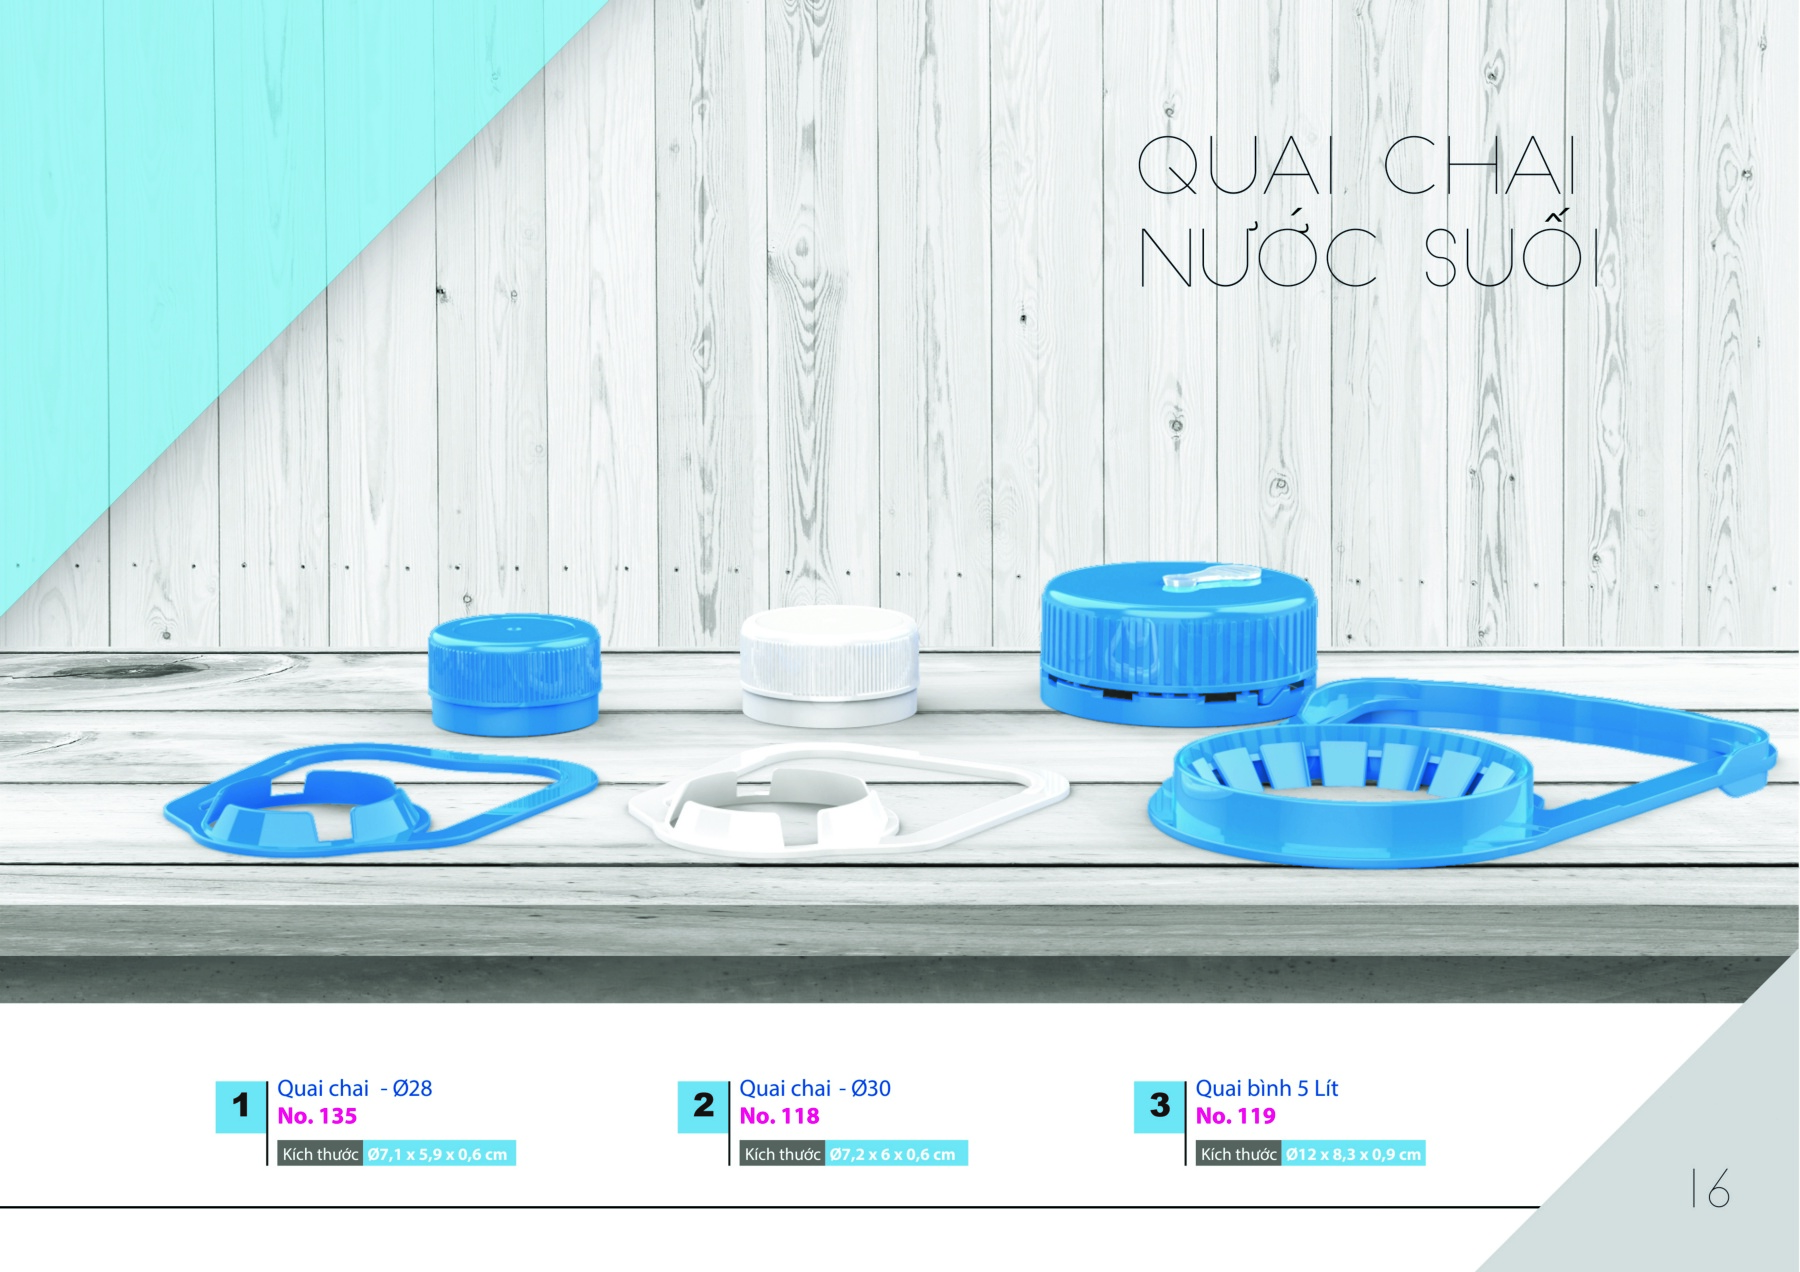 QUAI CHAI
NƯỚC SUỐI
1
Quai chai - Ø28
No. 135
Kích thước Ø7,1 x 5,9 x 0,6 cm
2
Quai chai - Ø30
No. 118
Kích thước Ø7,2 x 6 x 0,6 cm
3
Quai bình 5 Lít
No. 119
Kích thước Ø12 x 8,3 x 0,9 cm
16